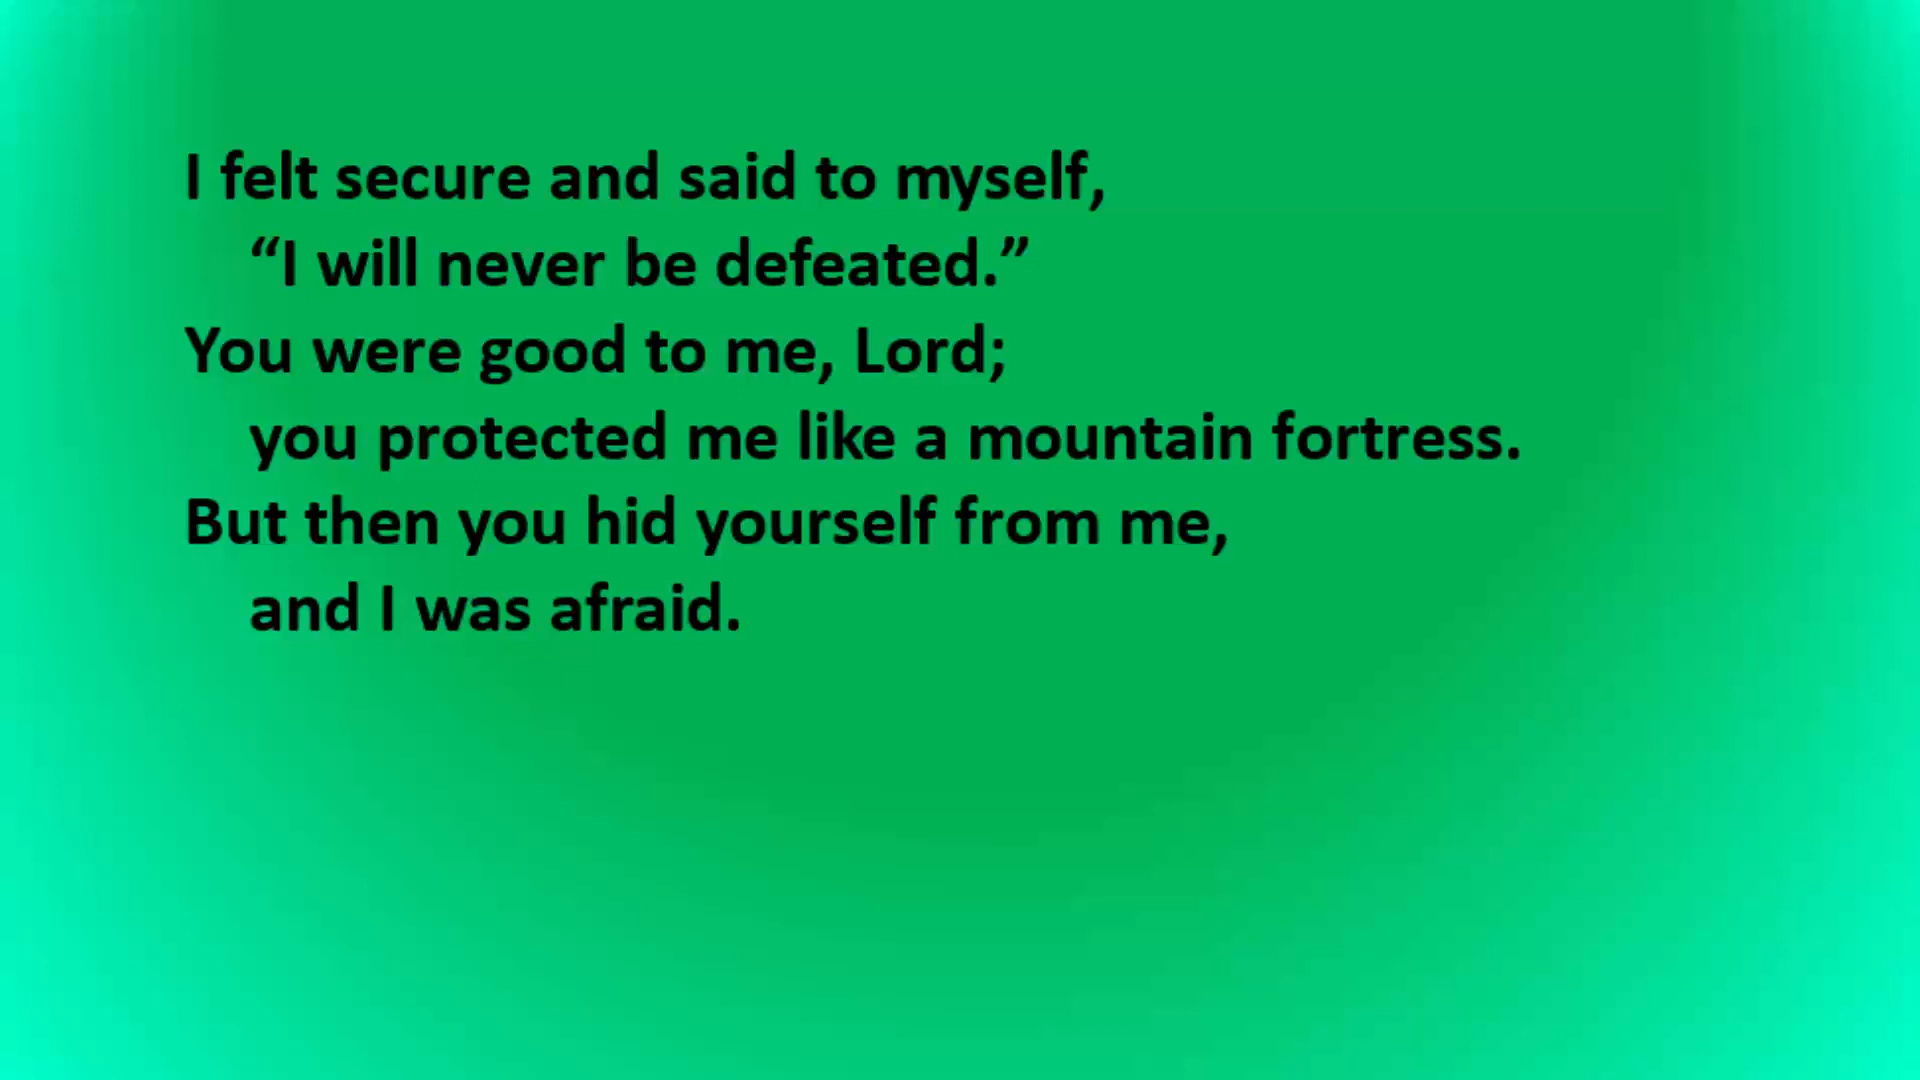 I felt secure and said to myself,
“I will never be defeated.”
You were good to me, Lord;
you protected me like a mountain fortress.
But then you hid yourself from me,
and I was afraid.